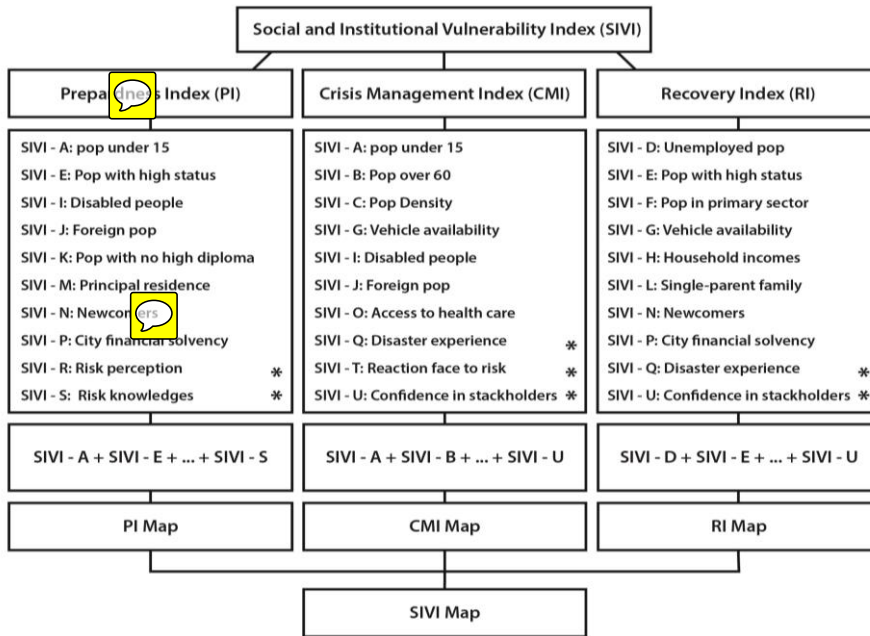 Social and Institutional Vulnerability Index (SIVI)
Index (PI)
SIVI - A: pop under 15
SIVI - E: Pop with high status
SIVI - I: Disabled people
SIVI - J: Foreign pop
SIVI - K: Pop with no high diploma
SIVI - M: Principal residence
SIVI - N: Newcomers
SIVI - P: City financial solvency
SIVI - R: Risk perception *
SIVI - S: Risk knowledges *
SIVI - A + SIVI - E + ... + SIVI - S
PI Map
Crisis Management Index (CMI)
SIVI - A: pop under 15
SIVI - B: Pop over 60
SIVI - C: Pop Density
SIVI - G: Vehicle availability
SIVI - I: Disabled people
SIVI - J: Foreign pop
SIVI - O: Access to health care
SIVI - Q: Disaster experience *
SIVI - T: Reaction face to risk *
SIVI - U: Confidence in stackholders *
SIVI - A + SIVI - B + ... + SIVI - U
CMI Map
Recovery Index (RI)
SIVI - D: Unemployed pop
SIVI - E: Pop with high status
SIVI - F: Pop in primary sector
SIVI - G: Vehicle availability
SIVI - H: Household incomes
SIVI - L: Single-parent family
SIVI - N: Newcomers
SIVI - P: City financial solvency
SIVI - Q: Disaster experience *
SIVI - U: Confidence in stackholders *
SIVI - D + SIVI - E + ... + SIVI - U
RI Map
SIVI Map